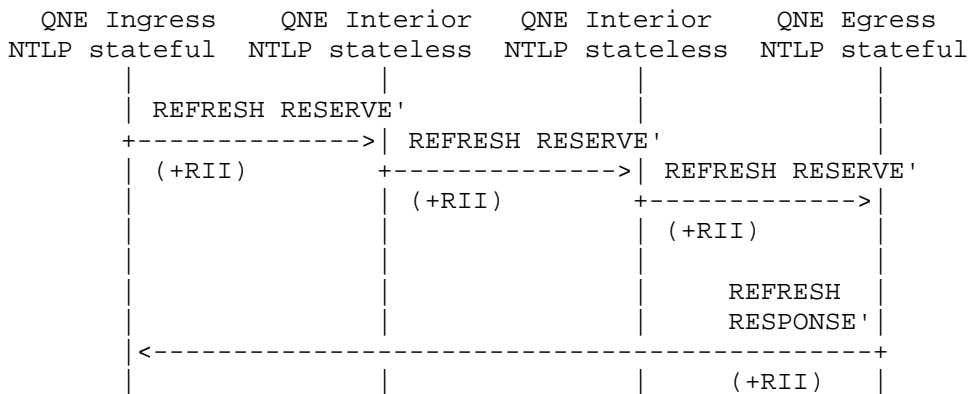 QNE Ingress QNE Interior QNE Interior QNE Egress
NTLP stateful NTLP stateless NTLP stateless NTLP stateful
REFRESH RESERVE'
REFRESH RESERVE'
(+RII) REFRESH RESERVE'
(+RII)
(+RII)
REFRESH
RESPONSE'
(+RII)